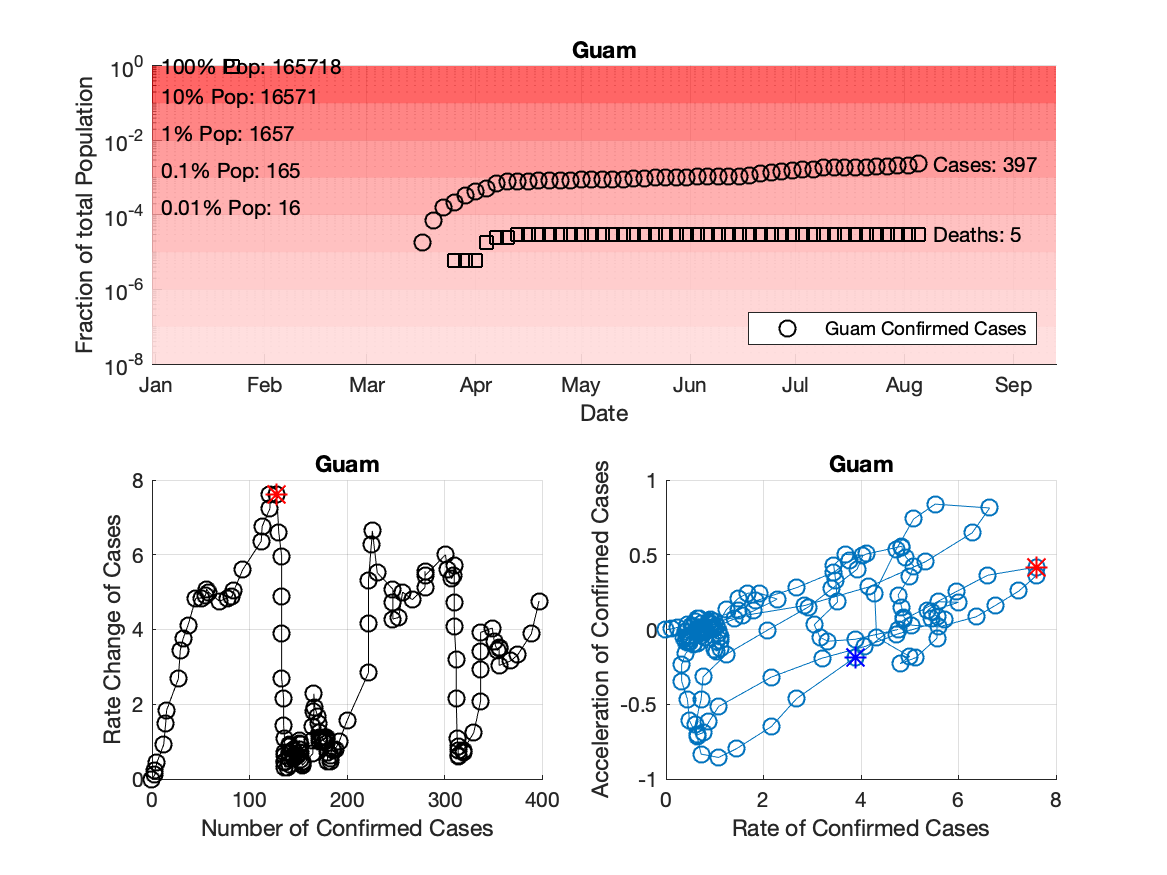 Guam
Fraction of total Population
10^0
10^-2
10^-4
10^-6
10^-8
100% Pop: 165718
10% Pop: 16571
1% Pop: 1657
0.1% Pop: 165
0.01% Pop: 16
Cases: 397
Deaths: 5
Guam Confirmed Cases
Jan Feb Mar Apr May Jun Jul Aug Sep
Date
Guam
Rate Change of Cases
8
6
4
2
0
0 100 200 300 400
Number of Confirmed Cases
Guam
Acceleration of Confirmed Cases
1
0.5
0
-0.5
-1
0 2 4 6 8
Rate of Confirmed Cases